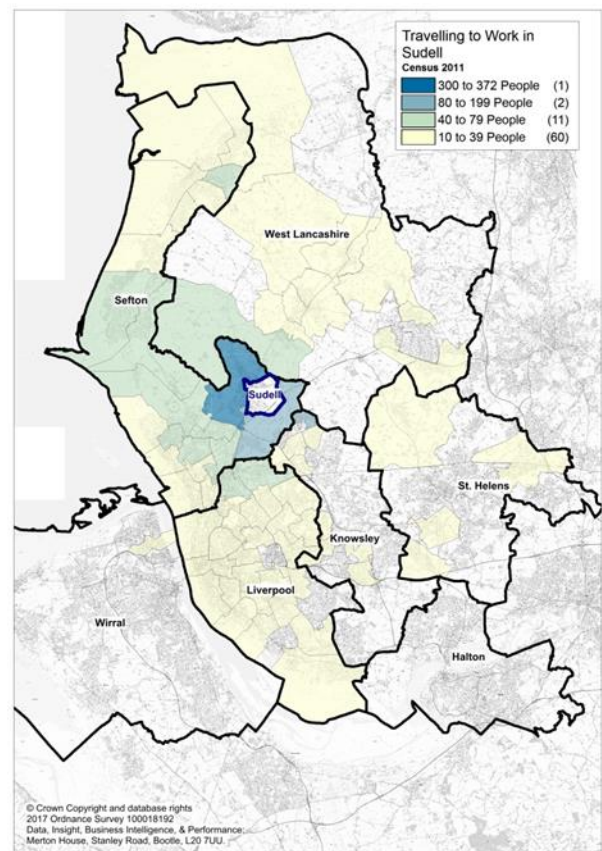 Travelling to Work in
Sudell
Census 2011
300 to 372 People (1)
80 to 199 People (2)
40 to 79 People (11)
10 to 39 People (60)
West Lancashire
Sefton
Sudell
St. Helens
Knowsley
Liverpool
Wirral
Halton
© Crown Copyright and database rights
2017 Ordnance Survey 100018192
Data, Insight, Business Intelligence, & Performance;
Merton House, Stanley Road, Bootle, L20 7UU.